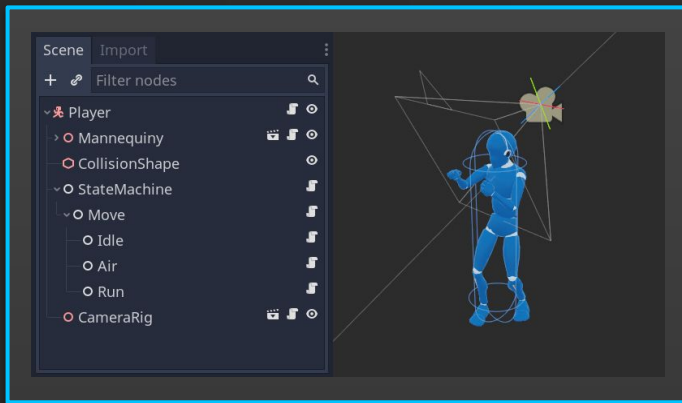 Scene Import
Filter nodes
Player
Mannequiny
CollisionShape
StateMachine
Move
Idle
Air
Run
CameraRig